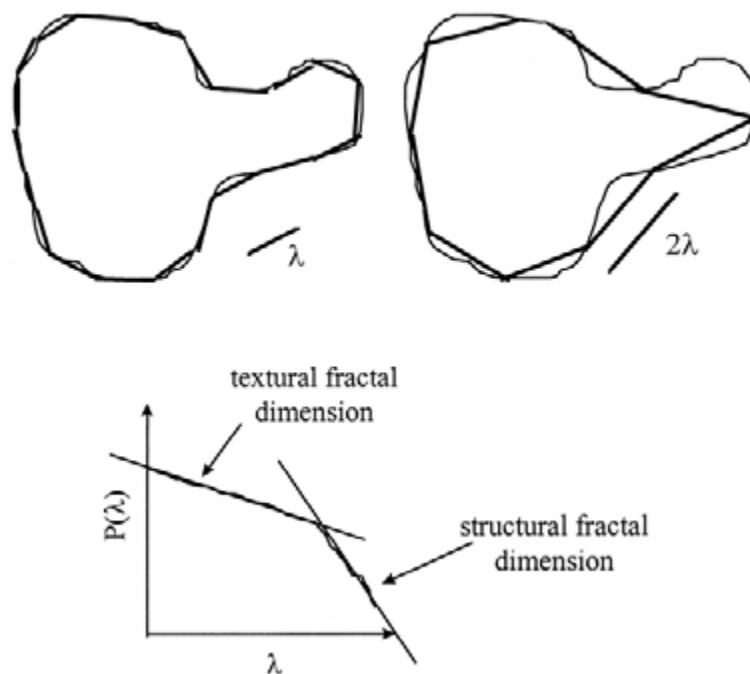 λ
2λ
textural fractal
dimension
P(λ)
structural fractal
dimension
λ